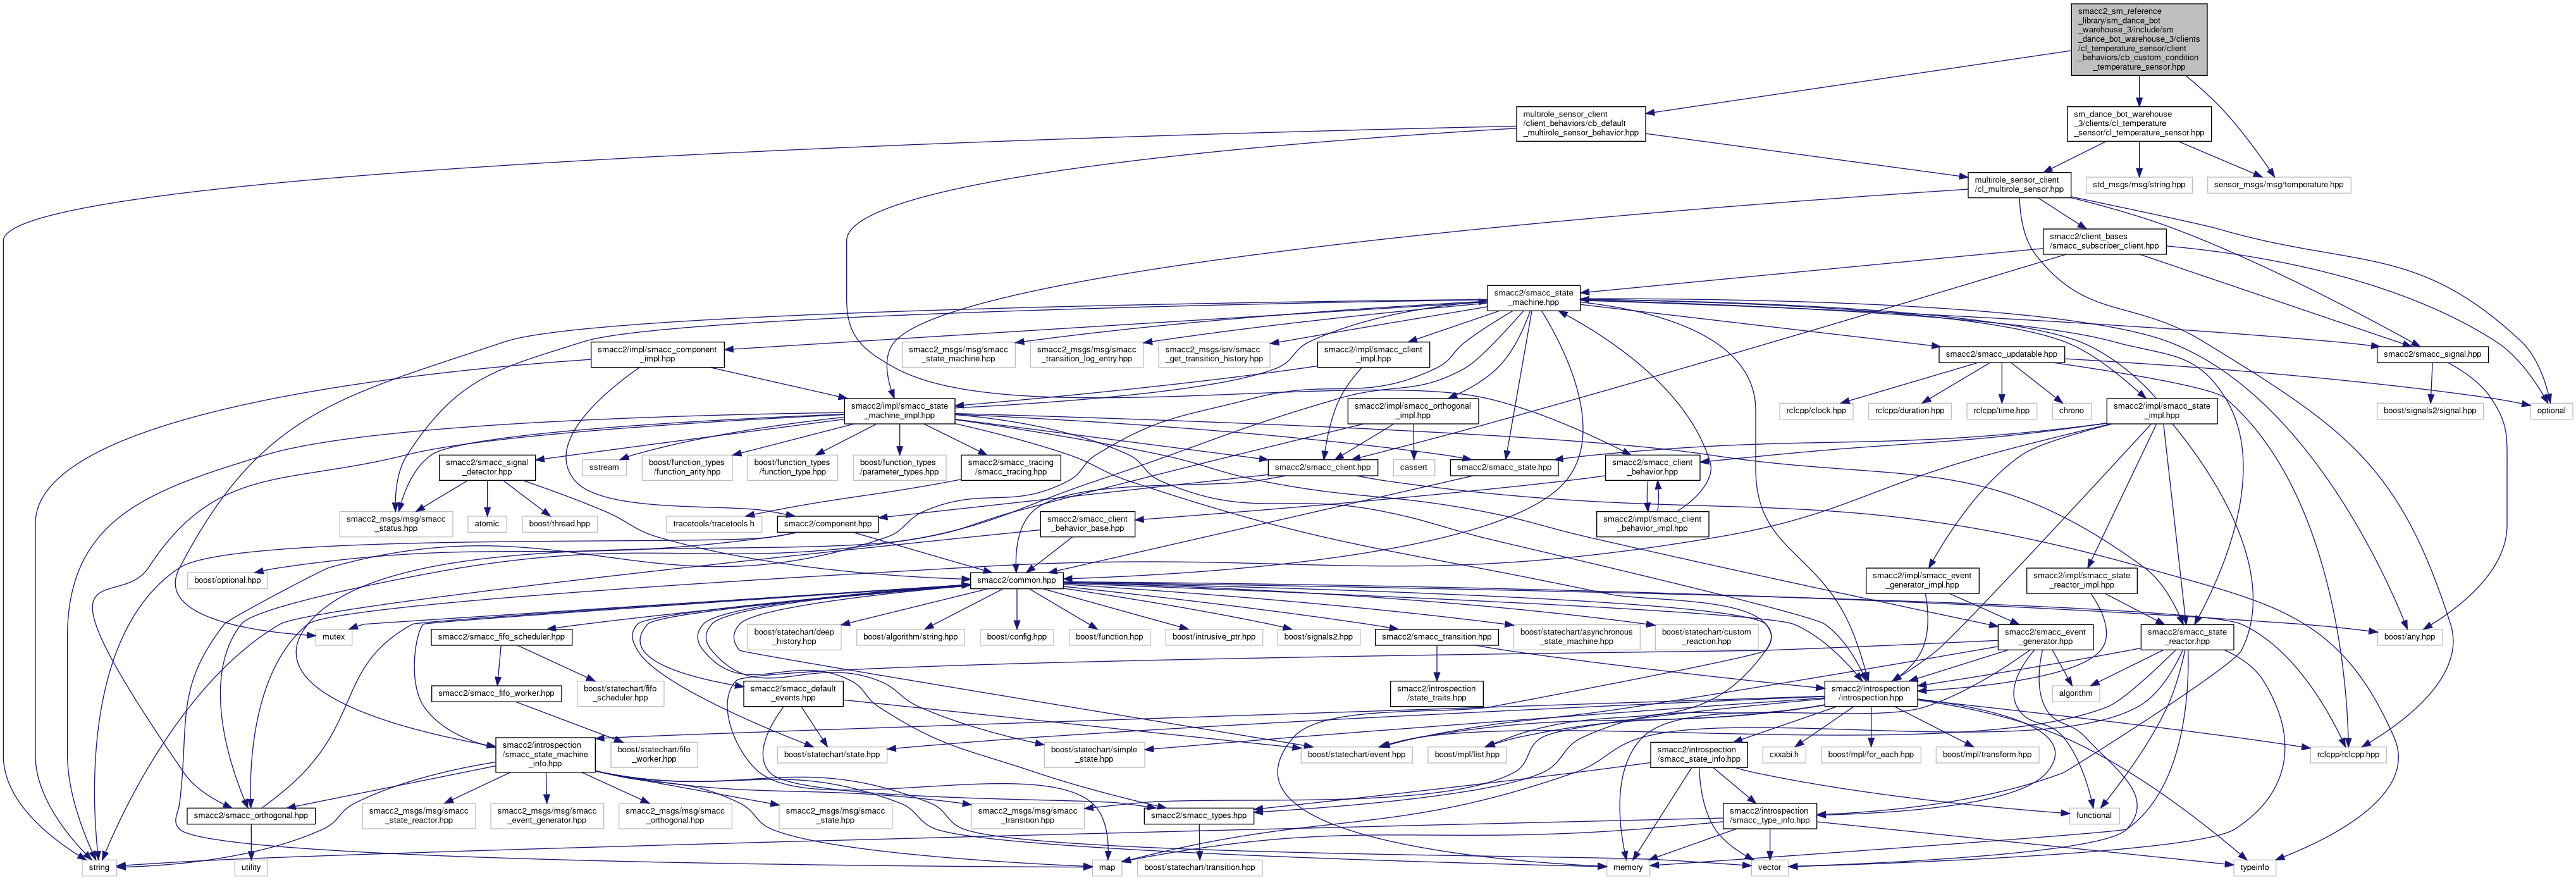 smacc2_sm_reference
_library/sm_dance_bot
_warehouse_3/include/sm
_dance_bot_warehouse_3/clients
/cl_temperature_sensor/client
_behaviors/cb_custom_condition
_temperature_sensor.hpp
multirole_sensor_client
/client_behaviors/cb_default
_multirole_sensor_behavior.hpp
sm_dance_bot_warehouse
_3/clients/cl_temperature
_sensor/cl_temperature_sensor.hpp
multirole_sensor_client
/cl_multirole_sensor.hpp
std_msgs/msg/string.hpp
sensor_msgs/msg/temperature.hpp
smacc2/client_bases
/smacc_subscriber_client.hpp
smacc2/smacc_state
_machine.hpp
smacc2/impl/smacc_component
_impl.hpp
smacc2_msgs/msg/smacc
_state_machine.hpp
smacc2_msgs/msg/smacc
_transition_log_entry.hpp
smacc2_msgs/srv/smacc
_get_transition_history.hpp
smacc2/impl/smacc_client
_impl.hpp
smacc2/smacc_updatable.hpp
smacc2/smacc_signal.hpp
smacc2/impl/smacc_state
_machine_impl.hpp
smacc2/impl/smacc_orthogonal
_impl.hpp
rclcpp/clock.hpp
rclcpp/duration.hpp
rclcpp/time.hpp
chrono
smacc2/impl/smacc_state
_impl.hpp
boost/signals2/signal.hpp
optional
smacc2/smacc_signal
_detector.hpp
sstream
boost/function_types
/function_arity.hpp
boost/function_types
/function_type.hpp
boost/function_types
/parameter_types.hpp
smacc2/smacc_tracing
/smacc_tracing.hpp
smacc2/smacc_client.hpp
cassert
smacc2/smacc_state.hpp
smacc2/smacc_client
_behavior.hpp
smacc2_msgs/msg/smacc
_status.hpp
atomic
boost/thread.hpp
tracetools/tracetools.h
smacc2/component.hpp
smacc2/smacc_client
_behavior_base.hpp
smacc2/impl/smacc_client
_behavior_impl.hpp
boost/optional.hpp
smacc2/common.hpp
smacc2/impl/smacc_event
_generator_impl.hpp
smacc2/impl/smacc_state
_reactor_impl.hpp
mutex
smacc2/smacc_fifo_scheduler.hpp
boost/statechart/deep
_history.hpp
boost/algorithm/string.hpp
boost/config.hpp
boost/function.hpp
boost/intrusive_ptr.hpp
boost/signals2.hpp
smacc2/smacc_transition.hpp
boost/statechart/asynchronous
_state_machine.hpp
boost/statechart/custom
_reaction.hpp
smacc2/smacc_event
_generator.hpp
smacc2/smacc_state
_reactor.hpp
boost/any.hpp
smacc2/smacc_fifo_worker.hpp
boost/statechart/fifo
_scheduler.hpp
smacc2/smacc_default
_events.hpp
smacc2/introspection
/state_traits.hpp
smacc2/introspection
/introspection.hpp
algorithm
smacc2/introspection
/smacc_state_machine
_info.hpp
boost/statechart/fifo
_worker.hpp
boost/statechart/state.hpp
boost/statechart/simple
_state.hpp
boost/statechart/event.hpp
boost/mpl/list.hpp
smacc2/introspection
/smacc_state_info.hpp
cxxabi.h
boost/mpl/for_each.hpp
boost/mpl/transform.hpp
rclcpp/rclcpp.hpp
smacc2/smacc_orthogonal.hpp
smacc2_msgs/msg/smacc
_state_reactor.hpp
smacc2_msgs/msg/smacc
_event_generator.hpp
smacc2_msgs/msg/smacc
_orthogonal.hpp
smacc2_msgs/msg/smacc
_state.hpp
smacc2_msgs/msg/smacc
_transition.hpp
smacc2/smacc_types.hpp
smacc2/introspection
/smacc_type_info.hpp
functional
string
utility
map
boost/statechart/transition.hpp
memory
vector
typeinfo